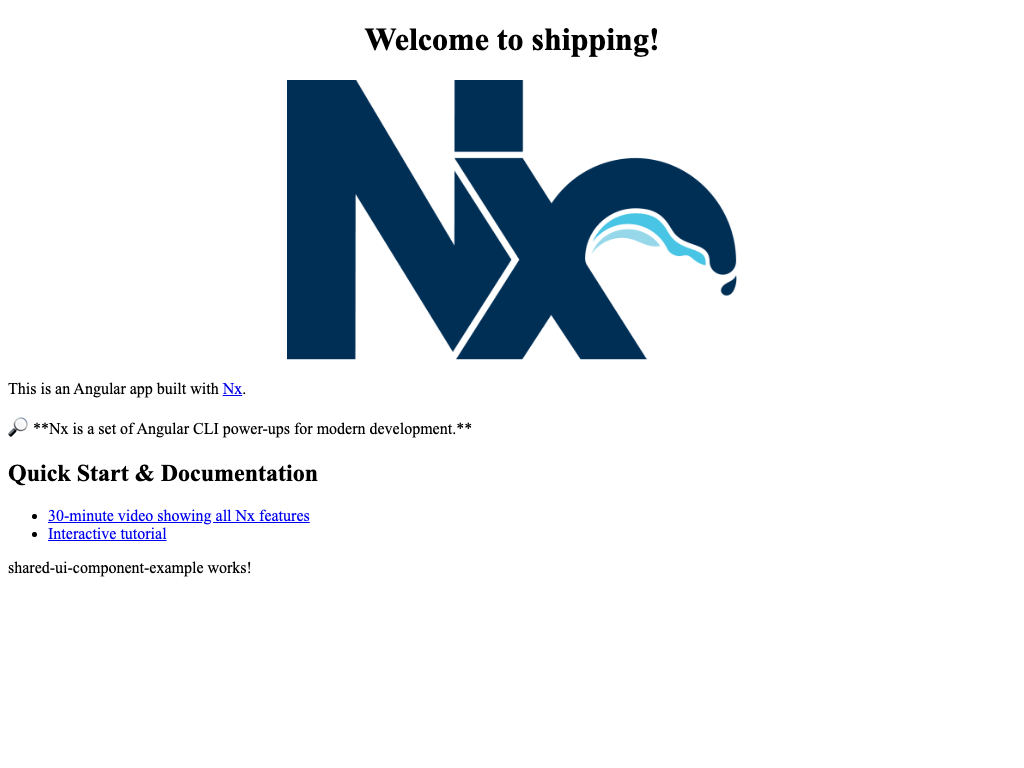 Welcome to shipping!
Nx
This is an Angular app built with Nx.
🔎 **Nx is a set of Angular CLI power-ups for modern development.**
Quick Start & Documentation
30-minute video showing all Nx features
Interactive tutorial
shared-ui-component-example works!